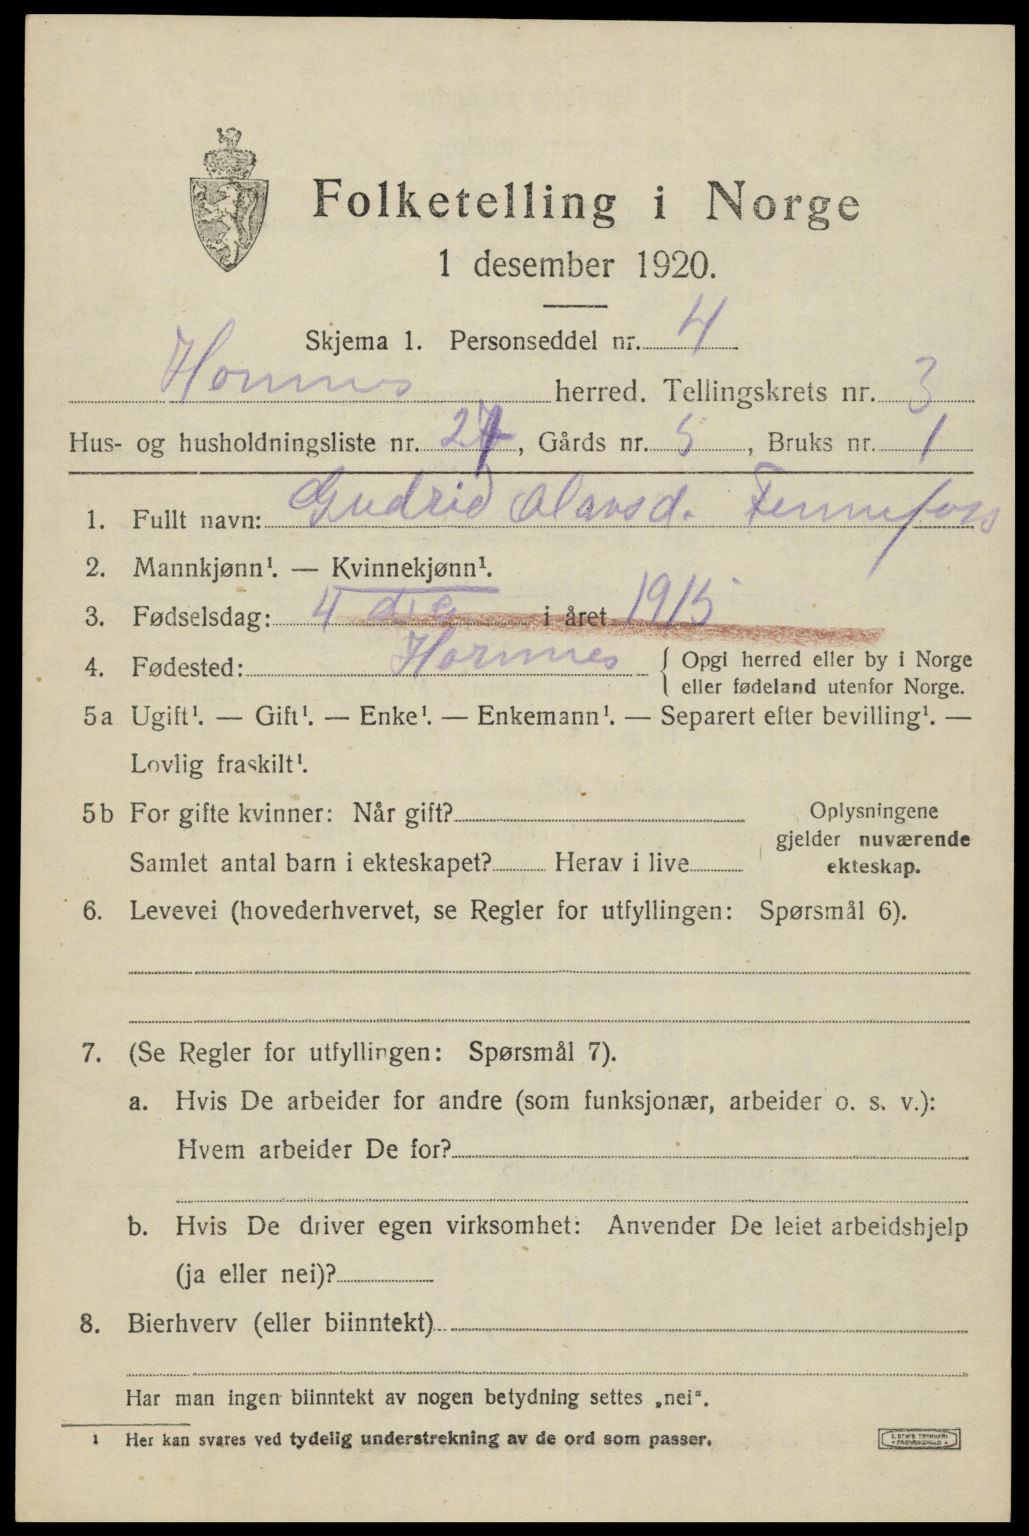 Folketelling i Norge
1 desember 1920.
Skjema 1. Personseddel nr. 4
Hornnes herred. Tellingskrets nr. 3
Hus- og husholdningsliste nr. 27, Gårds nr. 5, Bruks nr. 1
1. Fullt navn: Gudrid Olavsd. Fennefoss
2. Mannkjønn¹. — Kvinnekjønn¹.
3. Fødselsdag: 4 i året 1915
4. Fødested: Hornnes { Opgi herred eller by i Norge
eller fødeland utenfor Norge.
5a Ugift¹. — Gift¹. — Enke¹. — Enkemann¹. — Separert efter bevilling¹. —
Lovlig fraskilt¹.
5b For gifte kvinner: Når gift? Oplysningene
gjelder nuværende
Samlet antal barn i ekteskapet? Herav i live ekteskap.
6. Levevei (hovederhvervet, se Regler for utfyllingen: Spørsmål 6).
7. (Se Regler for utfyllingen: Spørsmål 7).
a. Hvis De arbeider for andre (som funksjonær, arbeider o. s. v.):
Hvem arbeider De for?
b. Hvis De driver egen virksomhet: Anvender De leiet arbeidshjelp
(ja eller nei)?
8. Bierhverv (eller biinntekt)
Har man ingen biinntekt av nogen betydning settes „nei“.
¹ Her kan svares ved tydelig understrekning av de ord som passer.